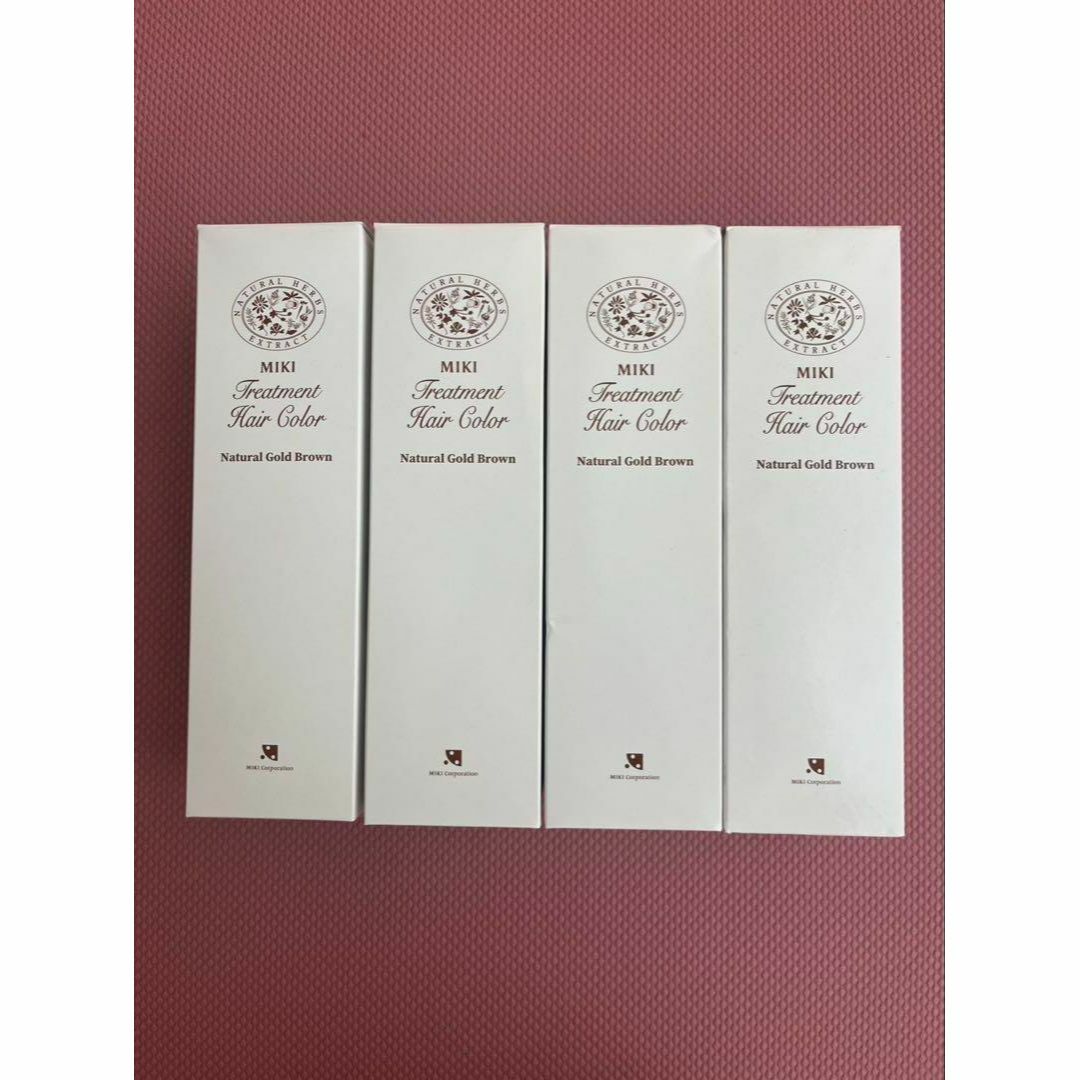 NATURAL HERBS
EXTRACT
MIKI
Treatment
Hair Color
Natural Gold Brown
MIKI Corporation
NATURAL HERBS
EXTRACT
MIKI
Treatment
Hair Color
Natural Gold Brown
MIKI Corporation
NATURAL HERBS
EXTRACT
MIKI
Treatment
Hair Color
Natural Gold Brown
MIKI Corporation
NATURAL HERBS
EXTRACT
MIKI
Treatment
Hair Color
Natural Gold Brown
MIKI Corporation